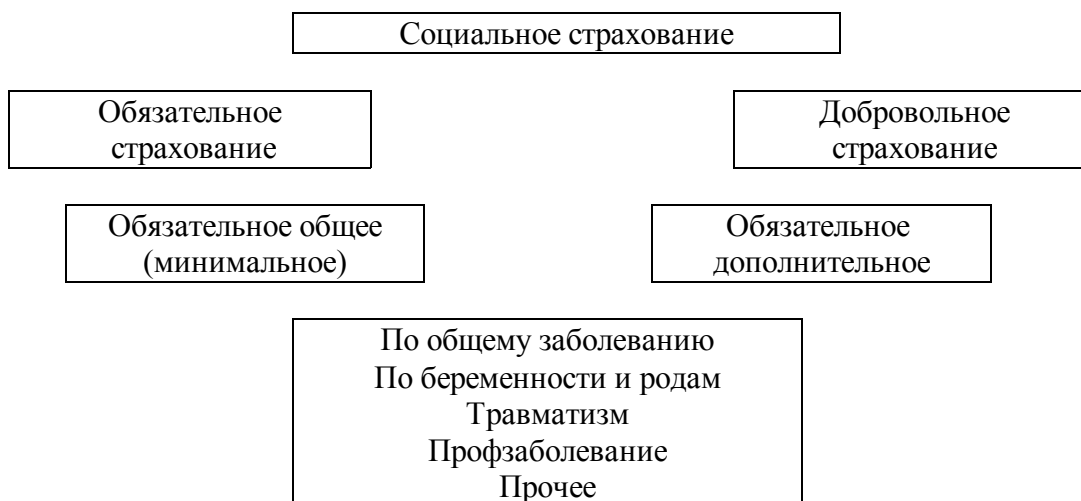 Социальное страхование
Обязательное
страхование
Добровольное
страхование
Обязательное общее
(минимальное)
Обязательное
дополнительное
По общему заболеванию
По беременности и родам
Травматизм
Профзаболевание
Прочее